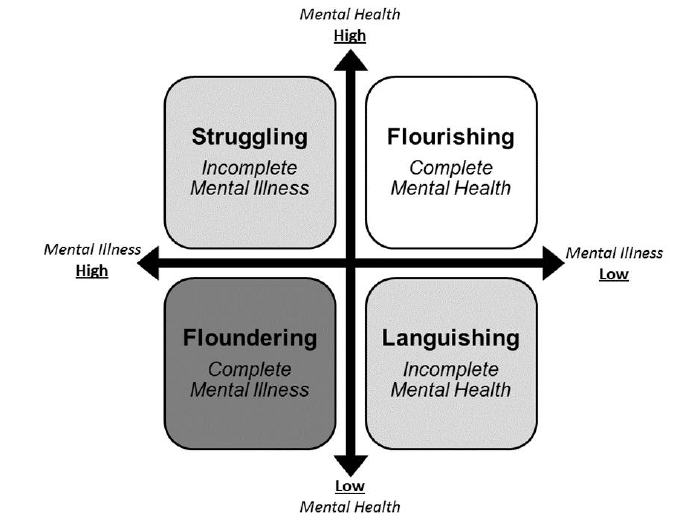 Mental Health
High
Struggling
Incomplete
Mental Illness
Flourishing
Complete
Mental Health
Mental Illness
High
Mental Illness
Low
Floundering
Complete
Mental Illness
Languishing
Incomplete
Mental Health
Low
Mental Health